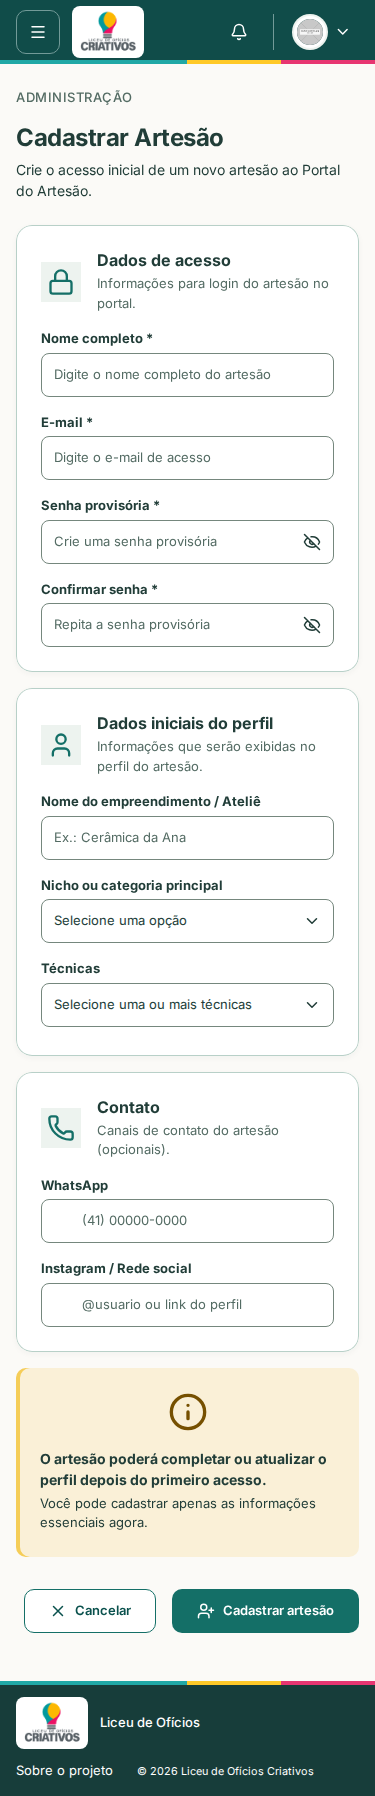 LICEU DE OFÍCIOS
CRIATIVOS
ADMINISTRAÇÃO
Cadastrar Artesão
Crie o acesso inicial de um novo artesão ao Portal
do Artesão.
Dados de acesso
Informações para login do artesão no
portal.
Nome completo *
Digite o nome completo do artesão
E-mail *
Digite o e-mail de acesso
Senha provisória *
Crie uma senha provisória
Confirmar senha *
Repita a senha provisória
Dados iniciais do perfil
Informações que serão exibidas no
perfil do artesão.
Nome do empreendimento / Ateliê
Ex.: Cerâmica da Ana
Nicho ou categoria principal
Selecione uma opção
Técnicas
Selecione uma ou mais técnicas
Contato
Canais de contato do artesão
(opcionais).
WhatsApp
(41) 00000-0000
Instagram / Rede social
@usuario ou link do perfil
O artesão poderá completar ou atualizar o
perfil depois do primeiro acesso.
Você pode cadastrar apenas as informações
essenciais agora.
Cancelar
Cadastrar artesão
LICEU DE OFÍCIOS
CRIATIVOS
Liceu de Ofícios
Sobre o projeto
© 2026 Liceu de Ofícios Criativos